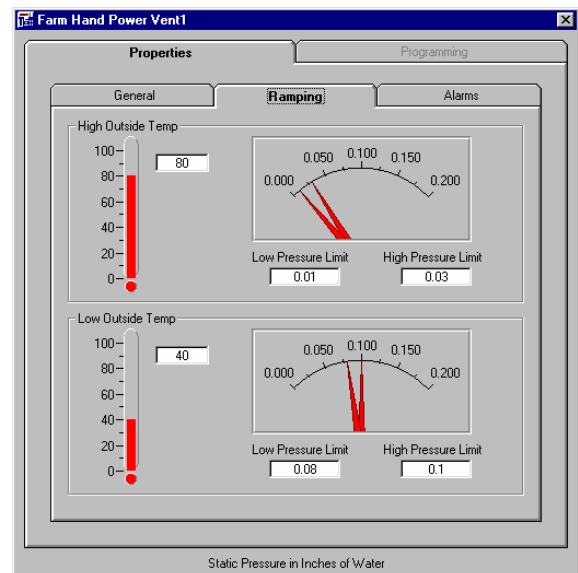 Farm Hand Power Vent1
Properties Programming
General Ramping Alarms
High Outside Temp
100
80
60
40
20
0
80
0.000 0.050 0.100 0.150 0.200
Low Pressure Limit High Pressure Limit
0.01 0.03
Low Outside Temp
100
80
60
40
20
0
40
0.000 0.050 0.100 0.150 0.200
Low Pressure Limit High Pressure Limit
0.08 0.1
Static Pressure in Inches of Water